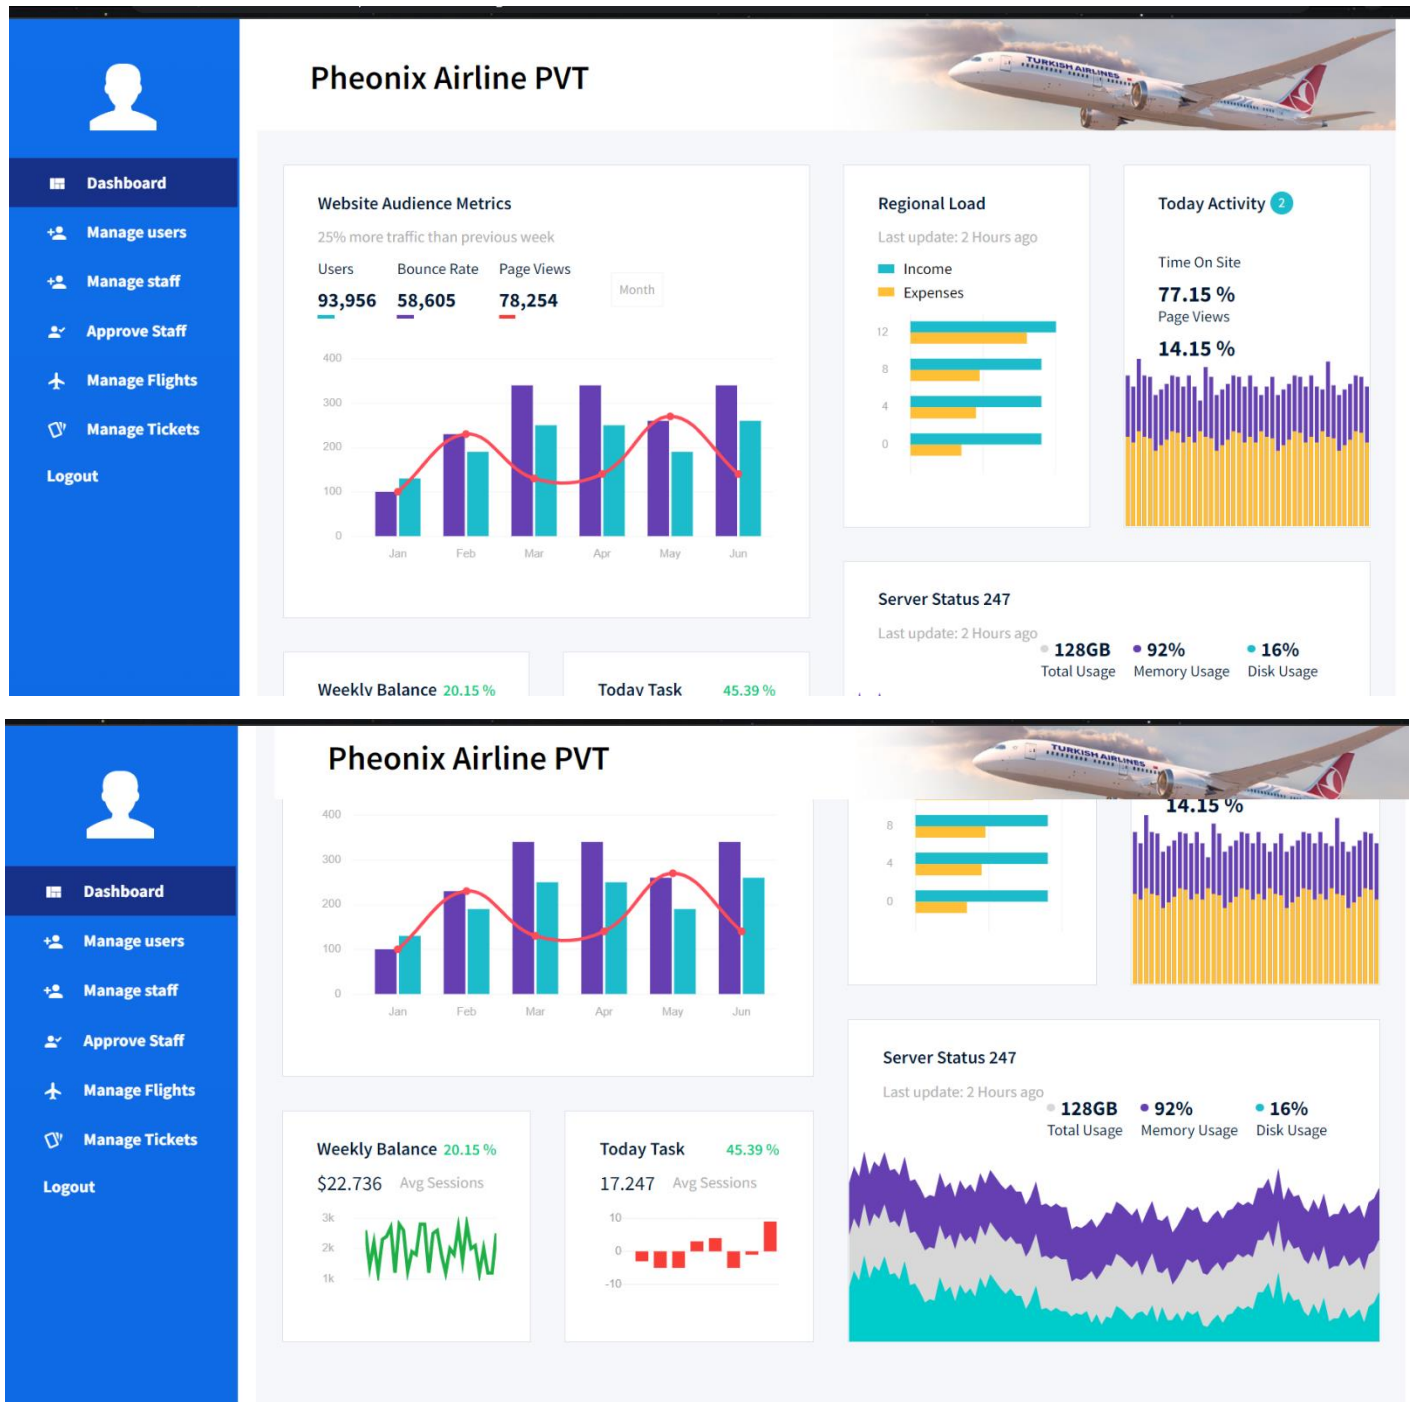 Pheonix Airline PVT
TURKISH AIRLINES
Dashboard
Manage users
Manage staff
Approve Staff
Manage Flights
Manage Tickets
Logout
Website Audience Metrics
25% more traffic than previous week
Users Bounce Rate Page Views
93,956 58,605 78,254
Month
400
300
200
100
0
Jan Feb Mar Apr May Jun
Regional Load
Last update: 2 Hours ago
Income
Expenses
12
8
4
0
Today Activity 2
Time On Site
77.15 %
Page Views
14.15 %
Server Status 247
Last update: 2 Hours ago
128GB 92% 16%
Total Usage Memory Usage Disk Usage
Weekly Balance 20.15 %
Today Task 45.39 %
Pheonix Airline PVT
TURKISH AIRLINES
Dashboard
Manage users
Manage staff
Approve Staff
Manage Flights
Manage Tickets
Logout
400
300
200
100
0
Jan Feb Mar Apr May Jun
8
4
0
14.15 %
Server Status 247
Last update: 2 Hours ago
128GB 92% 16%
Total Usage Memory Usage Disk Usage
Weekly Balance 20.15 %
$22.736 Avg Sessions
3k
2k
1k
Today Task 45.39 %
17.247 Avg Sessions
10
0
-10